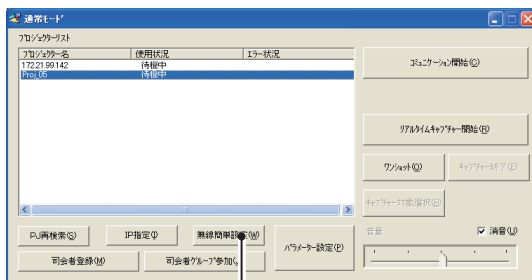 通常モード
プロジェクターリスト
プロジェクター名 使用状況 エラー状況
172.21.99.142 待機中
Proj_05 待機中
コミュニケーション開始(C)
リアルタイムキャプチャー開始(R)
ワンショット(O) キャプチャー終了(E)
キャプチャー対象選択(B)
PJ再検索(S) IP指定(I) 無線簡単設定(W) パラメーター設定(P) 音量 消音(U)
司会者登録(M) 司会者グループ参加(